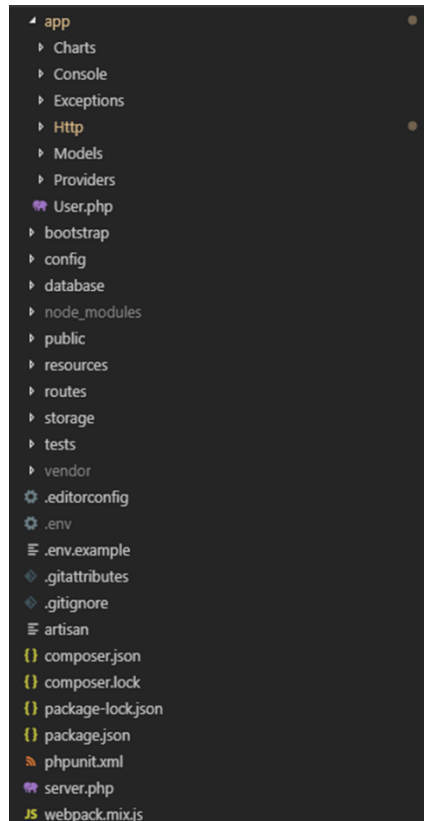 app
Charts
Console
Exceptions
Http
Models
Providers
User.php
bootstrap
config
database
node_modules
public
resources
routes
storage
tests
vendor
.editorconfig
.env
.env.example
.gitattributes
.gitignore
artisan
{} composer.json
{} composer.lock
{} package-lock.json
{} package.json
phpunit.xml
server.php
JS webpack.mix.js